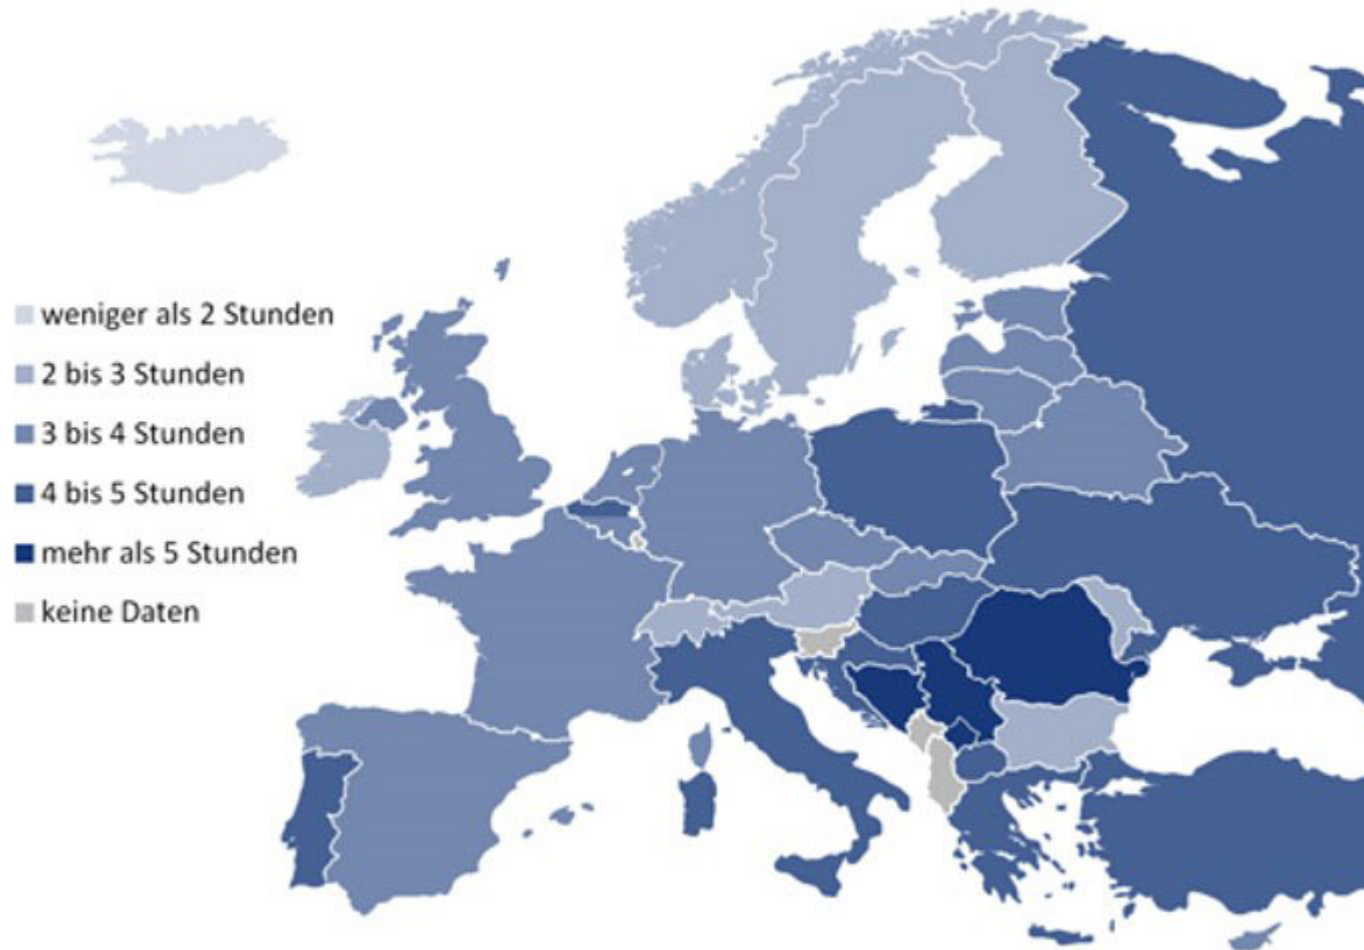 weniger als 2 Stunden
2 bis 3 Stunden
3 bis 4 Stunden
4 bis 5 Stunden
mehr als 5 Stunden
keine Daten